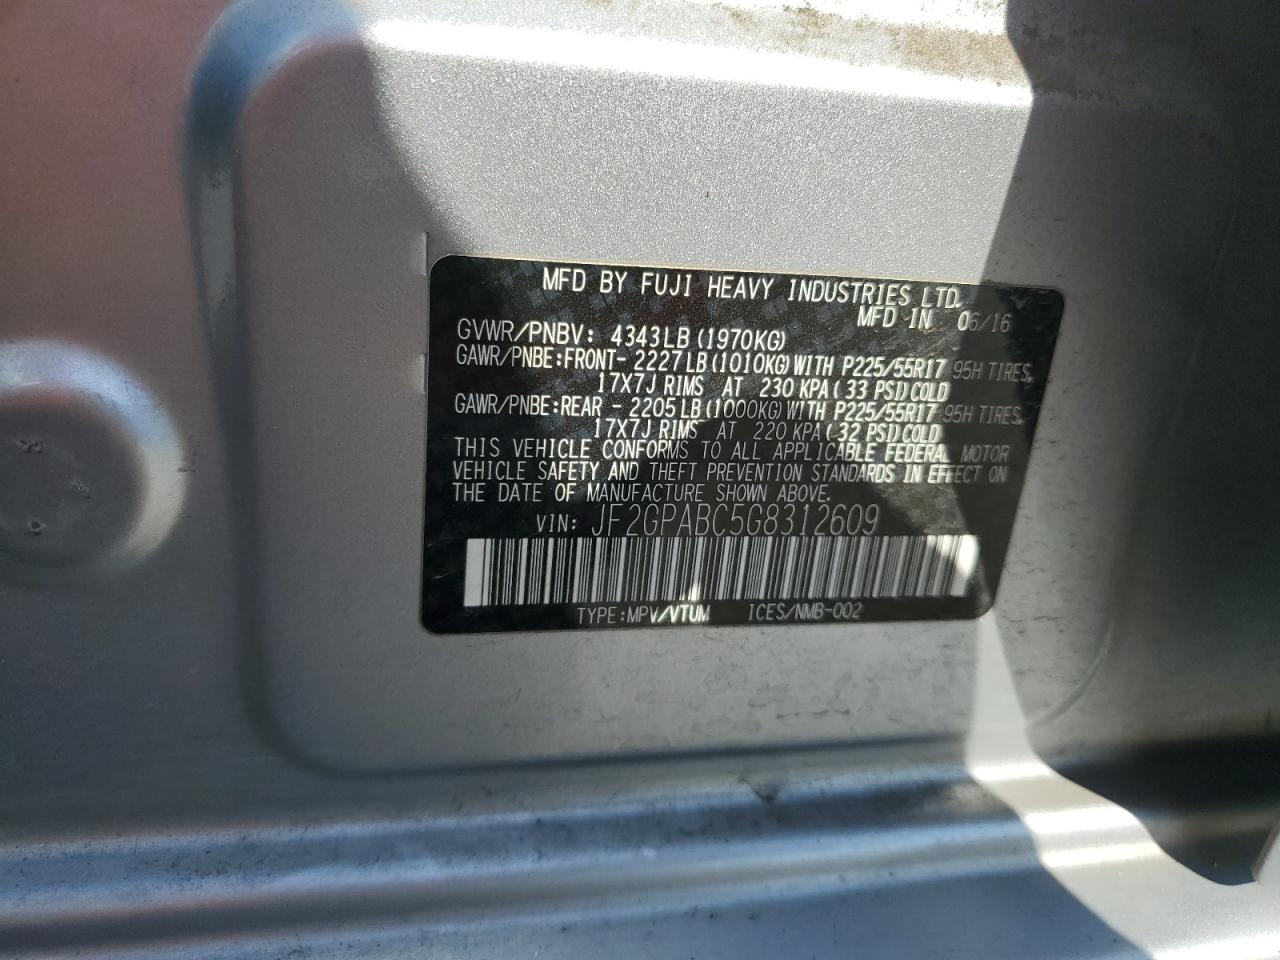 MFD BY FUJI HEAVY INDUSTRIES LTD.
MFD IN 06/16
GVWR/PNBV: 4343LB (1970KG)
GAWR/PNBE:FRONT- 2227LB(1010KG)WITH P225/55R17 95H TIRES,
17X7J RIMS AT 230 KPA(33 PSI)COLD
GAWR/PNBE:REAR - 2205LB(1000KG)WITH P225/55R17 95H TIRES,
17X7J RIMS AT 220 KPA(32 PSI)COLD
THIS VEHICLE CONFORMS TO ALL APPLICABLE FEDERAL MOTOR
VEHICLE SAFETY AND THEFT PREVENTION STANDARDS IN EFFECT ON
THE DATE OF MANUFACTURE SHOWN ABOVE.
VIN: JF2GPABC5G8312609
TYPE:MPV/VTUM ICES/NMB-002